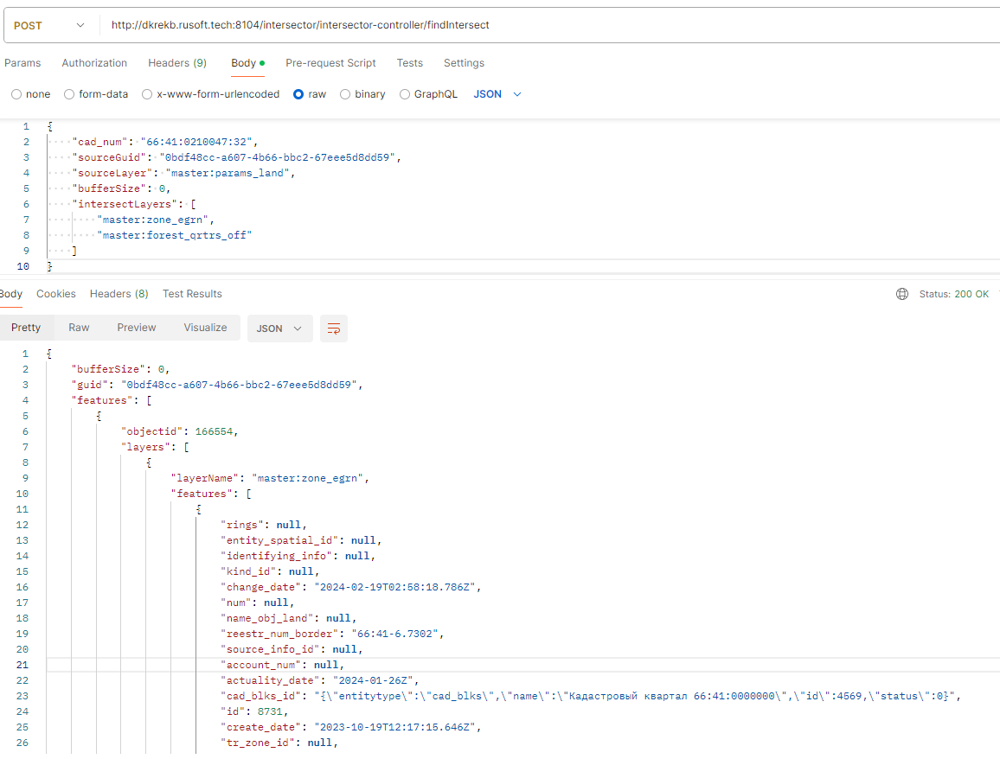 POST http://dkrekb.rusoft.tech:8104/intersector/intersector-controller/findIntersect
Params Authorization Headers (9) Body Pre-request Script Tests Settings
none form-data x-www-form-urlencoded raw binary GraphQL JSON
1 {
2 "cad_num": "66:41:0210047:32",
3 "sourceGuid": "0bdf48cc-a607-4b66-bbc2-67eee5d8dd59",
4 "sourceLayer": "master:params_land",
5 "bufferSize": 0,
6 "intersectLayers": [
7 "master:zone_egrn",
8 "master:forest_qrtrs_off"
9 ]
10 }
Body Cookies Headers (8) Test Results Status: 200 OK
Pretty Raw Preview Visualize JSON
1 {
2 "bufferSize": 0,
3 "guid": "0bdf48cc-a607-4b66-bbc2-67eee5d8dd59",
4 "features": [
5 {
6 "objectid": 166554,
7 "layers": [
8 {
9 "layerName": "master:zone_egrn",
10 "features": [
11 {
12 "rings": null,
13 "entity_spatial_id": null,
14 "identifying_info": null,
15 "kind_id": null,
16 "change_date": "2024-02-19T02:58:18.786Z",
17 "num": null,
18 "name_obj_land": null,
19 "reestr_num_border": "66:41-6.7302",
20 "source_info_id": null,
21 "account_num": null,
22 "actuality_date": "2024-01-26Z",
23 "cad_blks_id": "{\"entitytype\":\"cad_blks\",\"name\":\"Кадастровый квартал 66:41:0000000\",\"id\":4569,\"status\":0}",
24 "id": 8731,
25 "create_date": "2023-10-19T12:17:15.646Z",
26 "tr_zone_id": null,